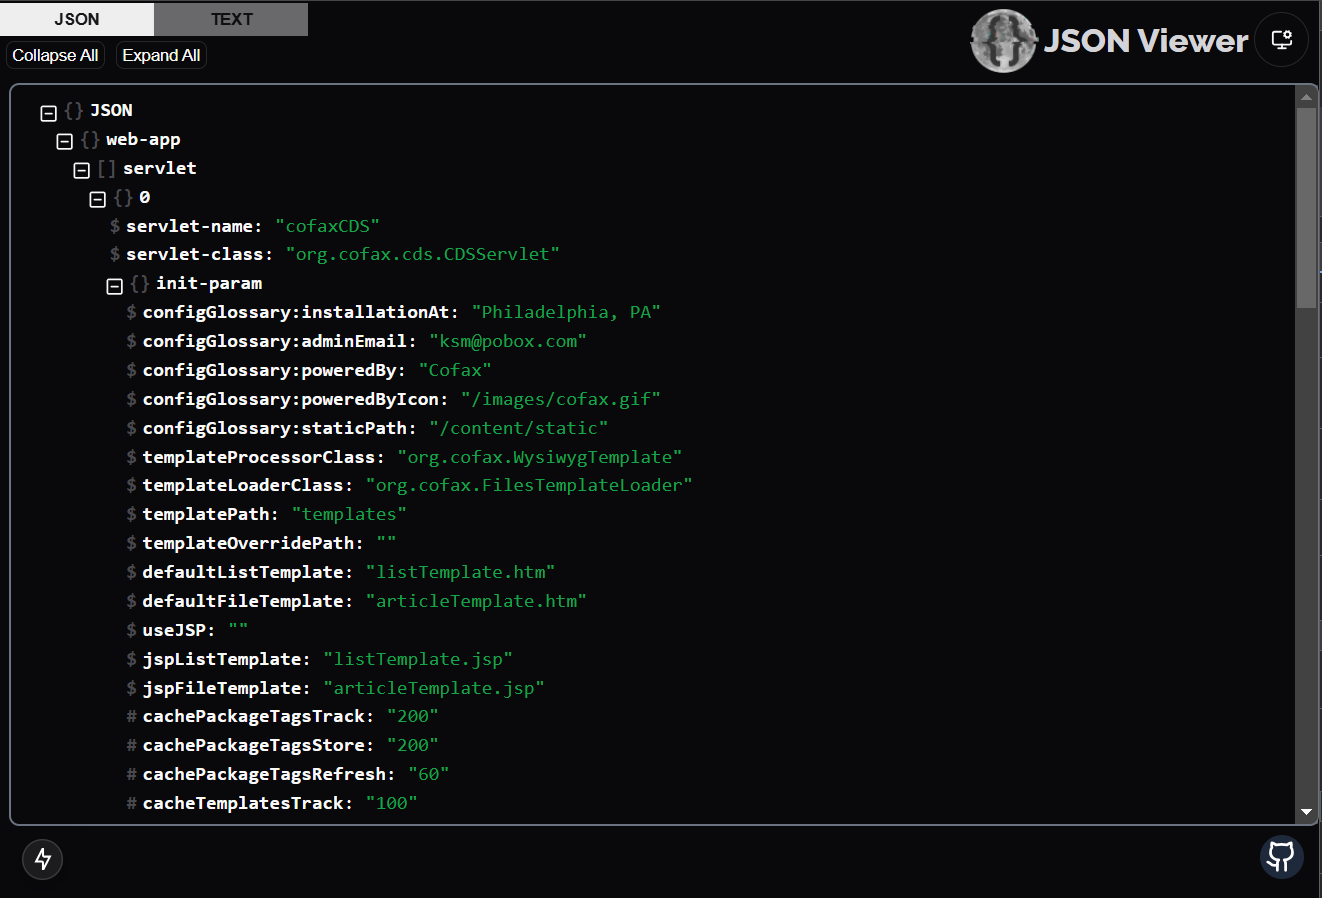 JSON TEXT
Collapse All Expand All
JSON Viewer
{} JSON
{} web-app
[] servlet
{} 0
$ servlet-name: "cofaxCDS"
$ servlet-class: "org.cofax.cds.CDSServlet"
{} init-param
$ configGlossary:installationAt: "Philadelphia, PA"
$ configGlossary:adminEmail: "ksm@pobox.com"
$ configGlossary:poweredBy: "Cofax"
$ configGlossary:poweredByIcon: "/images/cofax.gif"
$ configGlossary:staticPath: "/content/static"
$ templateProcessorClass: "org.cofax.WysiwygTemplate"
$ templateLoaderClass: "org.cofax.FilesTemplateLoader"
$ templatePath: "templates"
$ templateOverridePath: ""
$ defaultListTemplate: "listTemplate.htm"
$ defaultFileTemplate: "articleTemplate.htm"
$ useJSP: ""
$ jspListTemplate: "listTemplate.jsp"
$ jspFileTemplate: "articleTemplate.jsp"
# cachePackageTagsTrack: "200"
# cachePackageTagsStore: "200"
# cachePackageTagsRefresh: "60"
# cacheTemplatesTrack: "100"